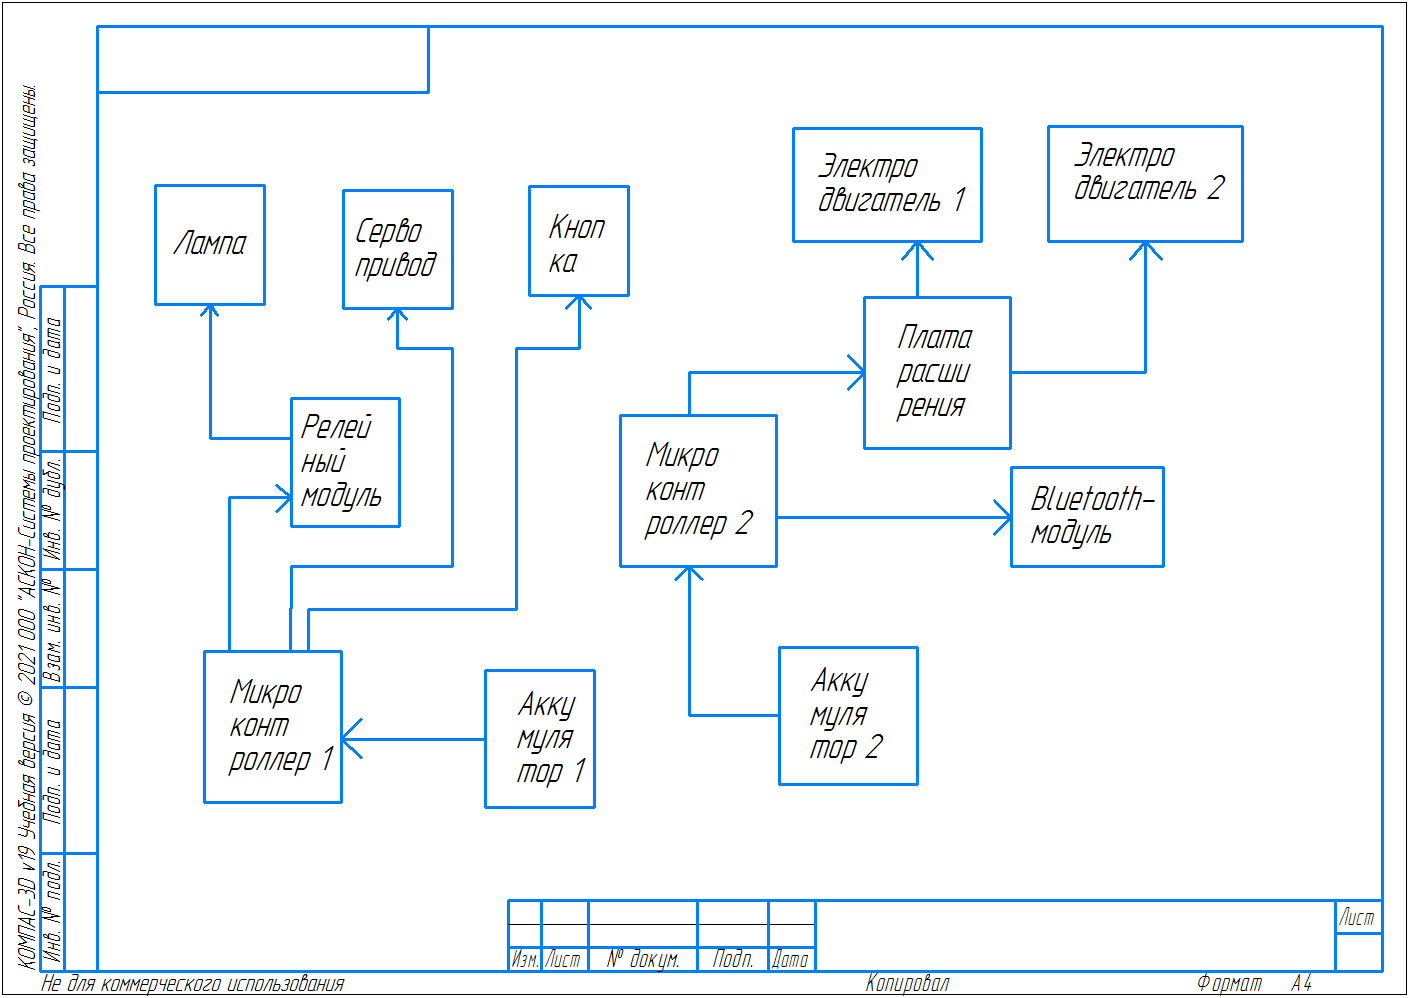 КОМПАС-3D v19 Учебная версия © 2021 ООО "АСКОН-Системы проектирования", Россия. Все права защищены.
Инв. № подл.
Подп. и дата
Взам. инв. №
Инв. № дубл.
Подп. и дата
Лампа
Серво
привод
Кноп
ка
Релей
ный
модуль
Микро
конт
роллер 1
Акку
муля
тор 1
Электро
двигатель 1
Электро
двигатель 2
Плата
расши
рения
Микро
конт
роллер 2
Bluetooth-
модуль
Акку
муля
тор 2
Изм. Лист № докум. Подп. Дата
Лист
Не для коммерческого использования
Копировал
Формат A4